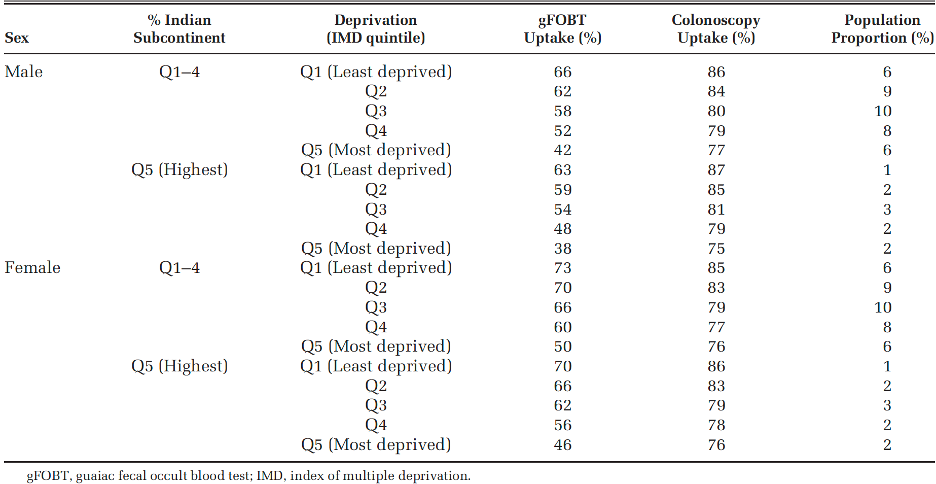 Sex % Indian Subcontinent Deprivation (IMD quintile) gFOBT Uptake (%) Colonoscopy Uptake (%) Population Proportion (%)
Male Q1–4 Q1 (Least deprived) 66 86 6
Q2 62 84 9
Q3 58 80 10
Q4 52 79 8
Q5 (Most deprived) 42 77 6
Q5 (Highest) Q1 (Least deprived) 63 87 1
Q2 59 85 2
Q3 54 81 3
Q4 48 79 2
Q5 (Most deprived) 38 75 2
Female Q1–4 Q1 (Least deprived) 73 85 6
Q2 70 83 9
Q3 66 79 10
Q4 60 77 8
Q5 (Most deprived) 50 76 6
Q5 (Highest) Q1 (Least deprived) 70 86 1
Q2 66 83 2
Q3 62 79 3
Q4 56 78 2
Q5 (Most deprived) 46 76 2
gFOBT, guaiac fecal occult blood test; IMD, index of multiple deprivation.